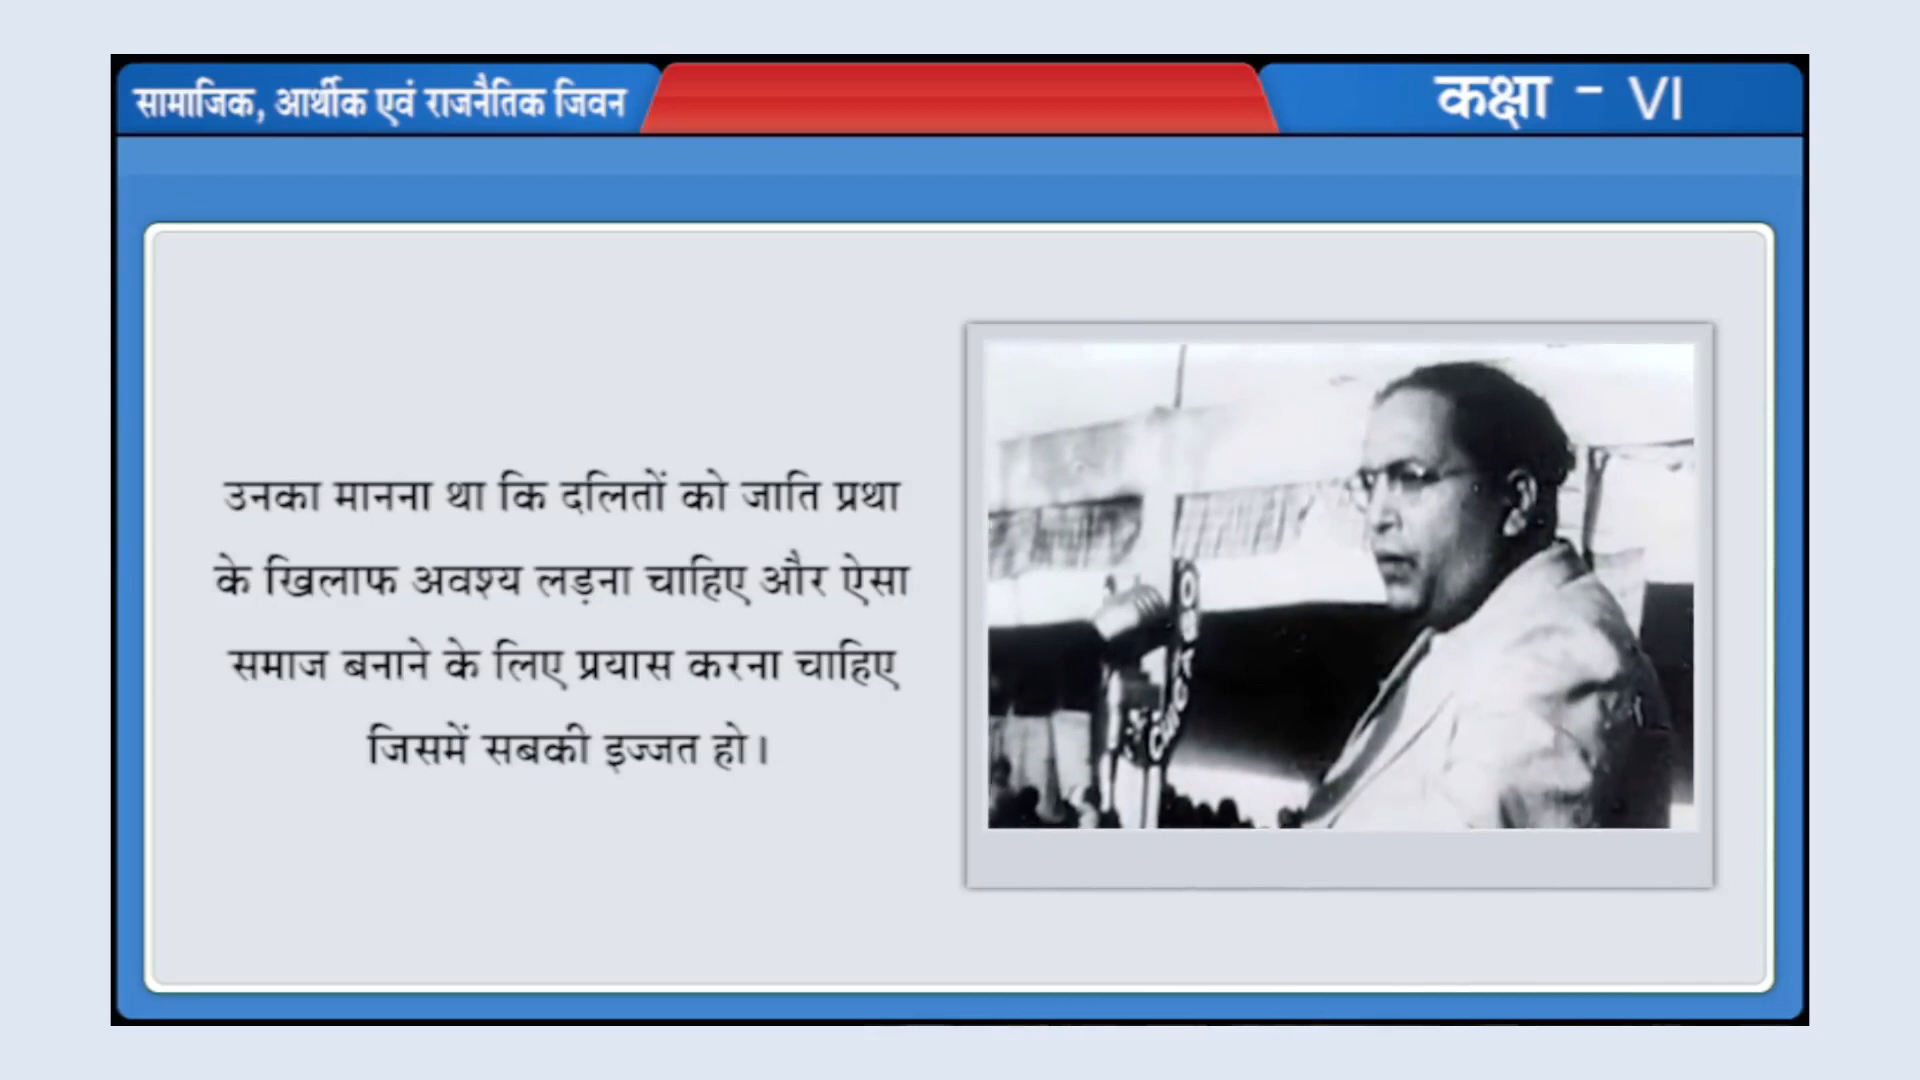 सामाजिक, आर्थीक एवं राजनैतिक जिवन
कक्षा - VI
उनका मानना था कि दलितों को जाति प्रथा
के खिलाफ अवश्य लड़ना चाहिए और ऐसा
समाज बनाने के लिए प्रयास करना चाहिए
जिसमें सबकी इज्जत हो।